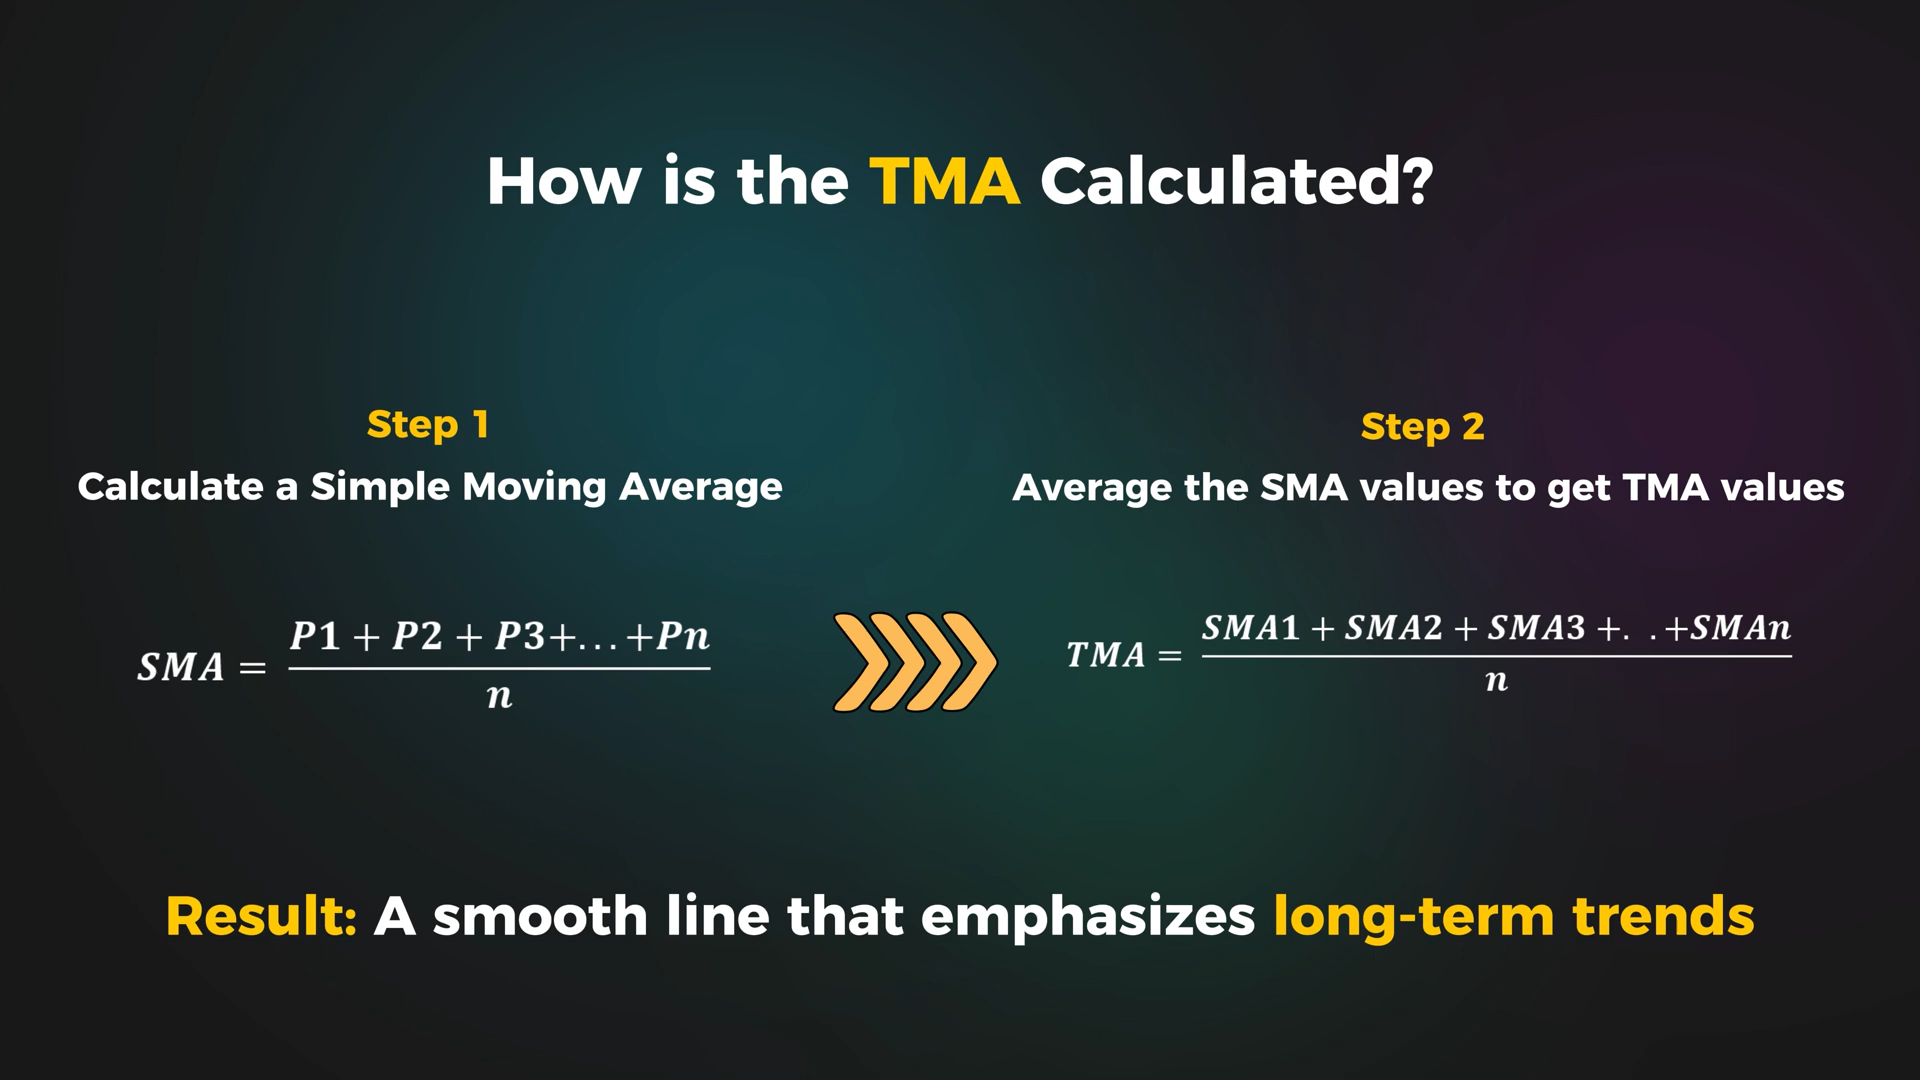 How is the TMA Calculated?
Step 1
Calculate a Simple Moving Average
SMA = P1 + P2 + P3+...+Pn
n
Step 2
Average the SMA values to get TMA values
TMA = SMA1 + SMA2 + SMA3 +. .+SMAn
n
Result: A smooth line that emphasizes long-term trends